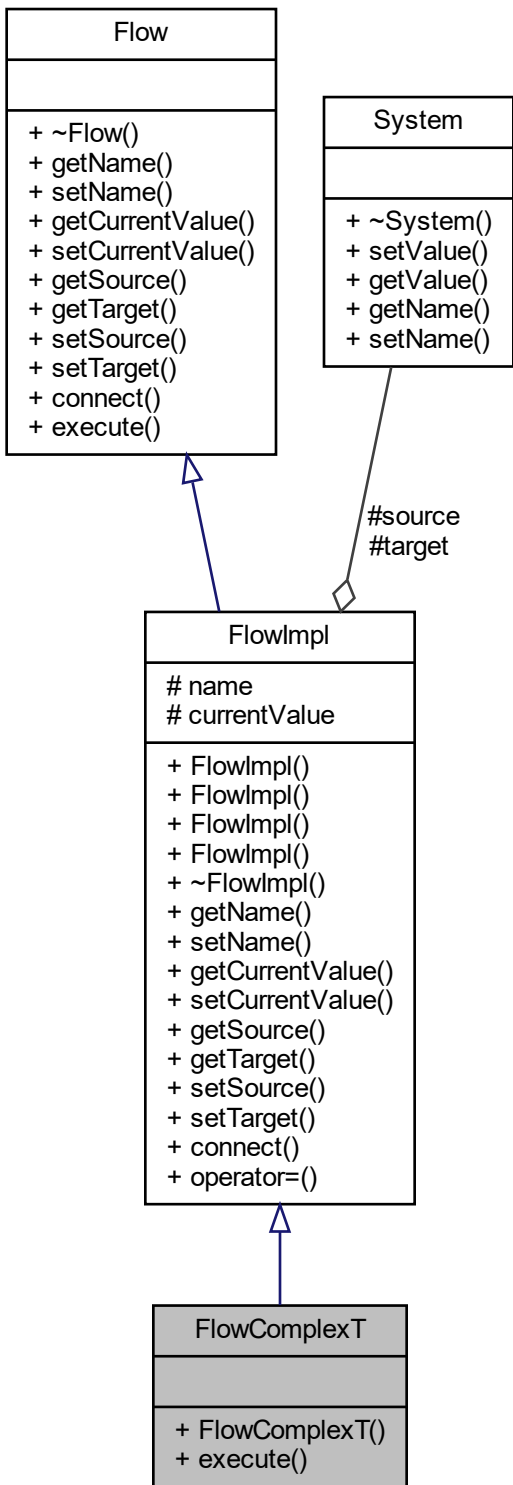 Flow
+ ~Flow()
+ getName()
+ setName()
+ getCurrentValue()
+ setCurrentValue()
+ getSource()
+ getTarget()
+ setSource()
+ setTarget()
+ connect()
+ execute()
System
+ ~System()
+ setValue()
+ getValue()
+ getName()
+ setName()
#source
#target
FlowImpl
# name
# currentValue
+ FlowImpl()
+ FlowImpl()
+ FlowImpl()
+ FlowImpl()
+ ~FlowImpl()
+ getName()
+ setName()
+ getCurrentValue()
+ setCurrentValue()
+ getSource()
+ getTarget()
+ setSource()
+ setTarget()
+ connect()
+ operator=()
FlowComplexT
+ FlowComplexT()
+ execute()